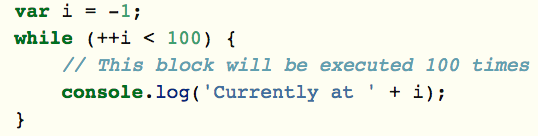 var i = -1;
while (++i < 100) {
    // This block will be executed 100 times
    console.log('Currently at ' + i);
}